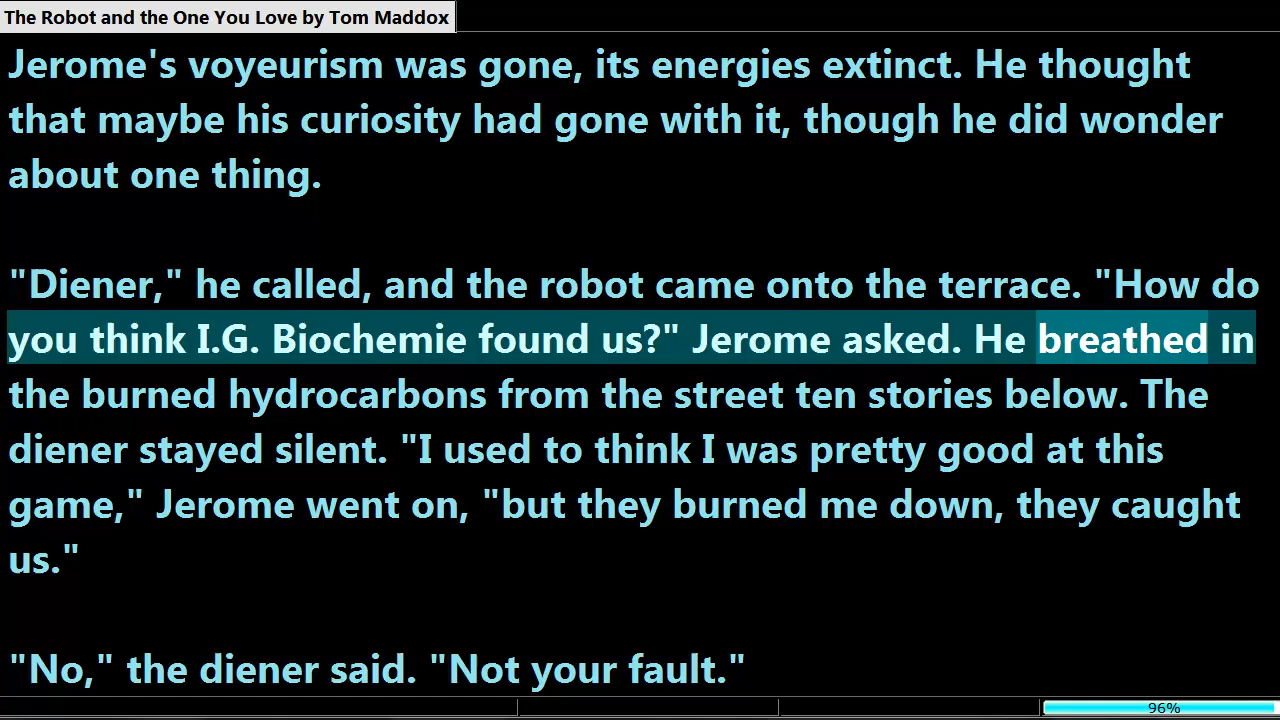 The Robot and the One You Love by Tom Maddox
Jerome's voyeurism was gone, its energies extinct. He thought
that maybe his curiosity had gone with it, though he did wonder
about one thing.
"Diener," he called, and the robot came onto the terrace. "How do
you think I.G. Biochemie found us?" Jerome asked. He breathed in
the burned hydrocarbons from the street ten stories below. The
diener stayed silent. "I used to think I was pretty good at this
game," Jerome went on, "but they burned me down, they caught
us."
"No," the diener said. "Not your fault."
96%